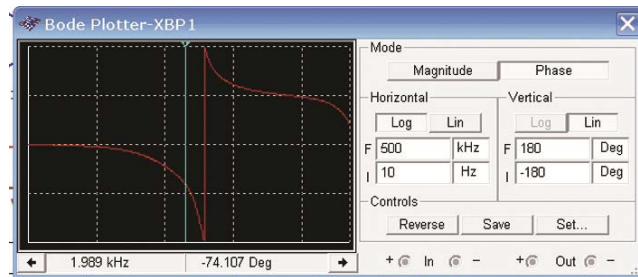 Bode Plotter-XBP1
Mode
Magnitude Phase
Horizontal Vertical
Log Lin Log Lin
F 500 kHz F 180 Deg
I 10 Hz I -180 Deg
Controls
Reverse Save Set...
1.989 kHz -74.107 Deg + In - + Out -